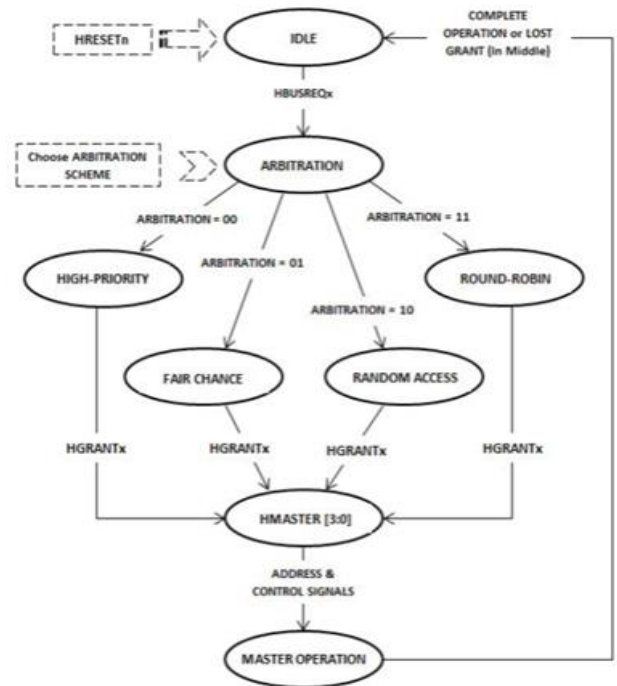 COMPLETE
OPERATION or LOST
GRANT (In Middle)
HRESETn
IDLE
HBUSREQx
Choose ARBITRATION
SCHEME
ARBITRATION
ARBITRATION = 00
ARBITRATION = 11
ARBITRATION = 01
HIGH-PRIORITY
ROUND-ROBIN
ARBITRATION = 10
FAIR CHANCE
RANDOM ACCESS
HGRANTx
HGRANTx
HGRANTx
HGRANTx
HMASTER [3:0]
ADDRESS &
CONTROL SIGNALS
MASTER OPERATION